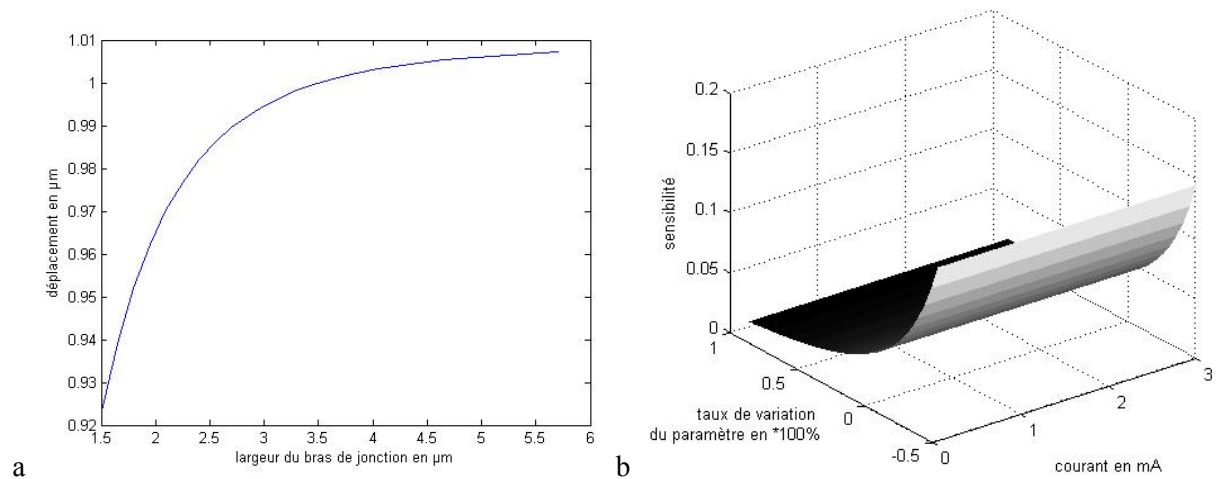 1.01
1
0.99
0.98
0.97
0.96
0.95
0.94
0.93
0.92
déplacement en µm
1.5 2 2.5 3 3.5 4 4.5 5 5.5 6
largeur du bras de jonction en µm
a
0.2
0.15
0.1
0.05
0
sensibilité
1
0.5
0
-0.5
taux de variation
du paramètre en *100%
0
1
2
3
courant en mA
b